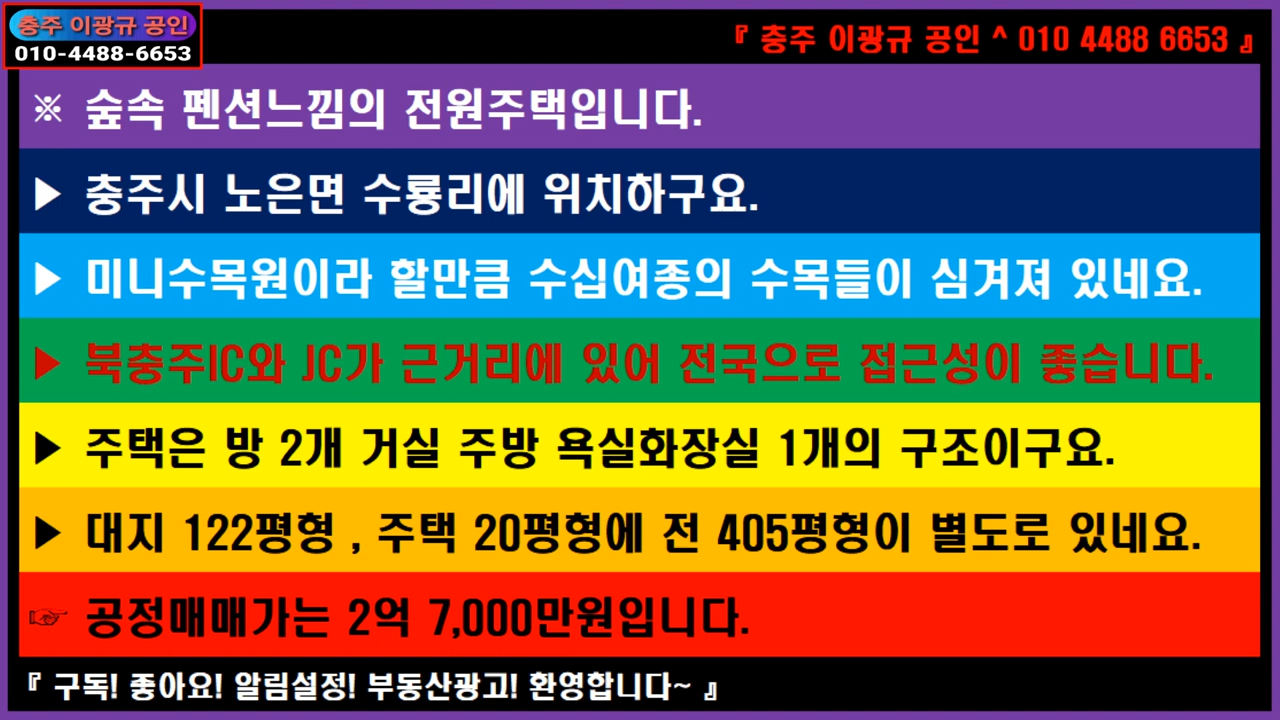 충주 이광규 공인
010-4488-6653
『 충주 이광규 공인 ^ 010 4488 6653 』
※ 숲속 펜션느낌의 전원주택입니다.
▶ 충주시 노은면 수룡리에 위치하구요.
▶ 미니수목원이라 할만큼 수십여종의 수목들이 심겨져 있네요.
▶ 북충주IC와 JC가 근거리에 있어 전국으로 접근성이 좋습니다.
▶ 주택은 방 2개 거실 주방 욕실화장실 1개의 구조이구요.
▶ 대지 122평형 , 주택 20평형에 전 405평형이 별도로 있네요.
☞ 공정매매가는 2억 7,000만원입니다.
『 구독! 좋아요! 알림설정! 부동산광고! 환영합니다~ 』